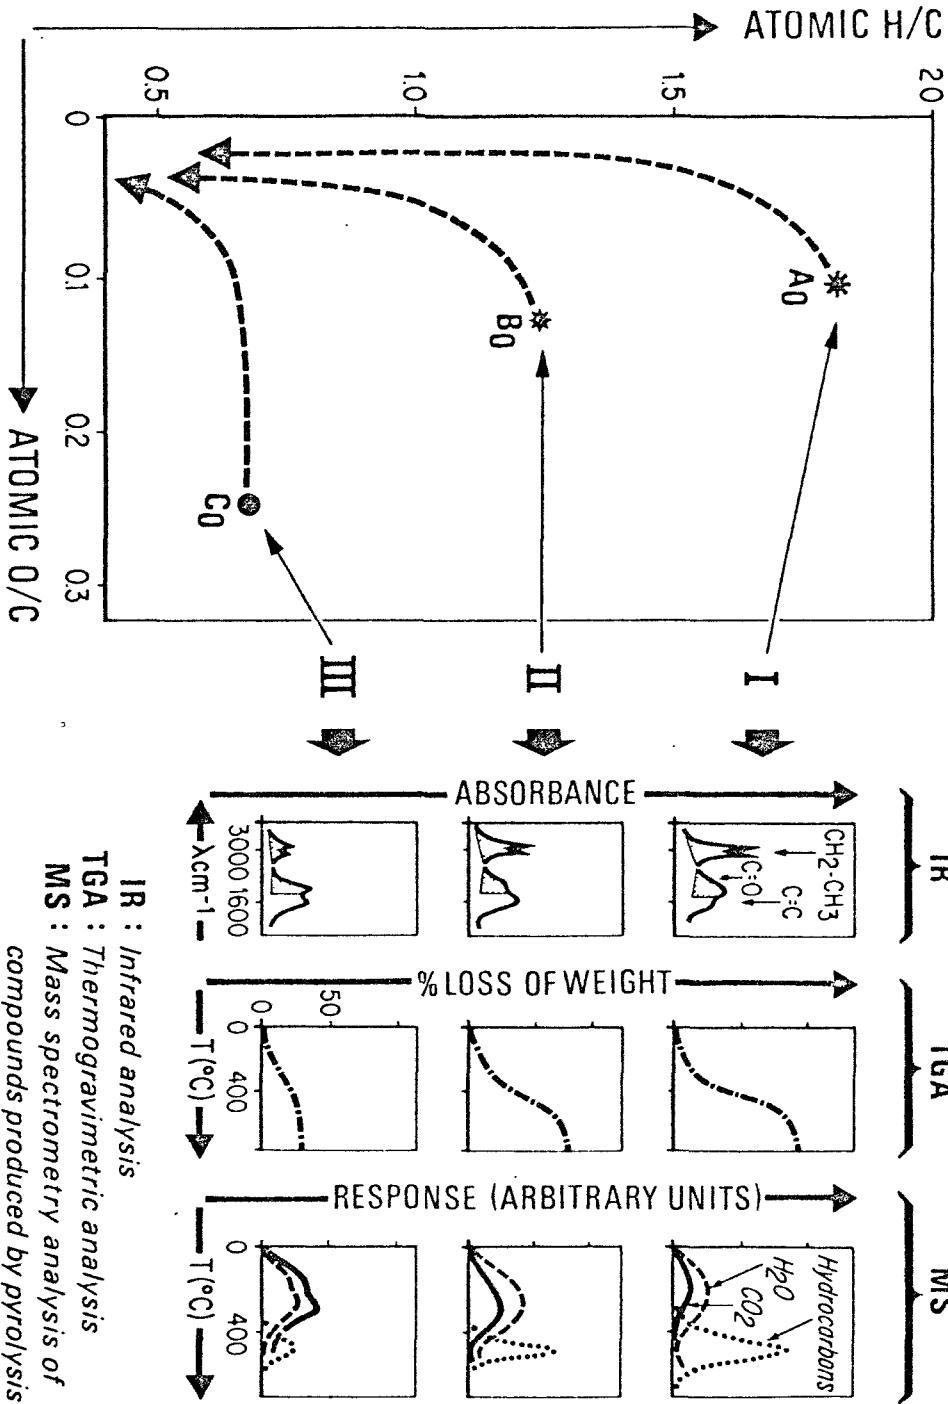 ATOMIC H/C
2.0
1.5
1.0
0.5
0
0.1
0.2
0.3
ATOMIC O/C
A0
B0
C0
I
II
III
IR
TGA
MS
ABSORBANCE
CH2-CH3
C=C
C=O
3000 1600
λcm-1
% LOSS OF WEIGHT
50
0
0
400
T(°C)
RESPONSE (ARBITRARY UNITS)
Hydrocarbons
H2O
CO2
0
400
T(°C)
IR : Infrared analysis
TGA : Thermogravimetric analysis
MS : Mass spectrometry analysis of
compounds produced by pyrolysis